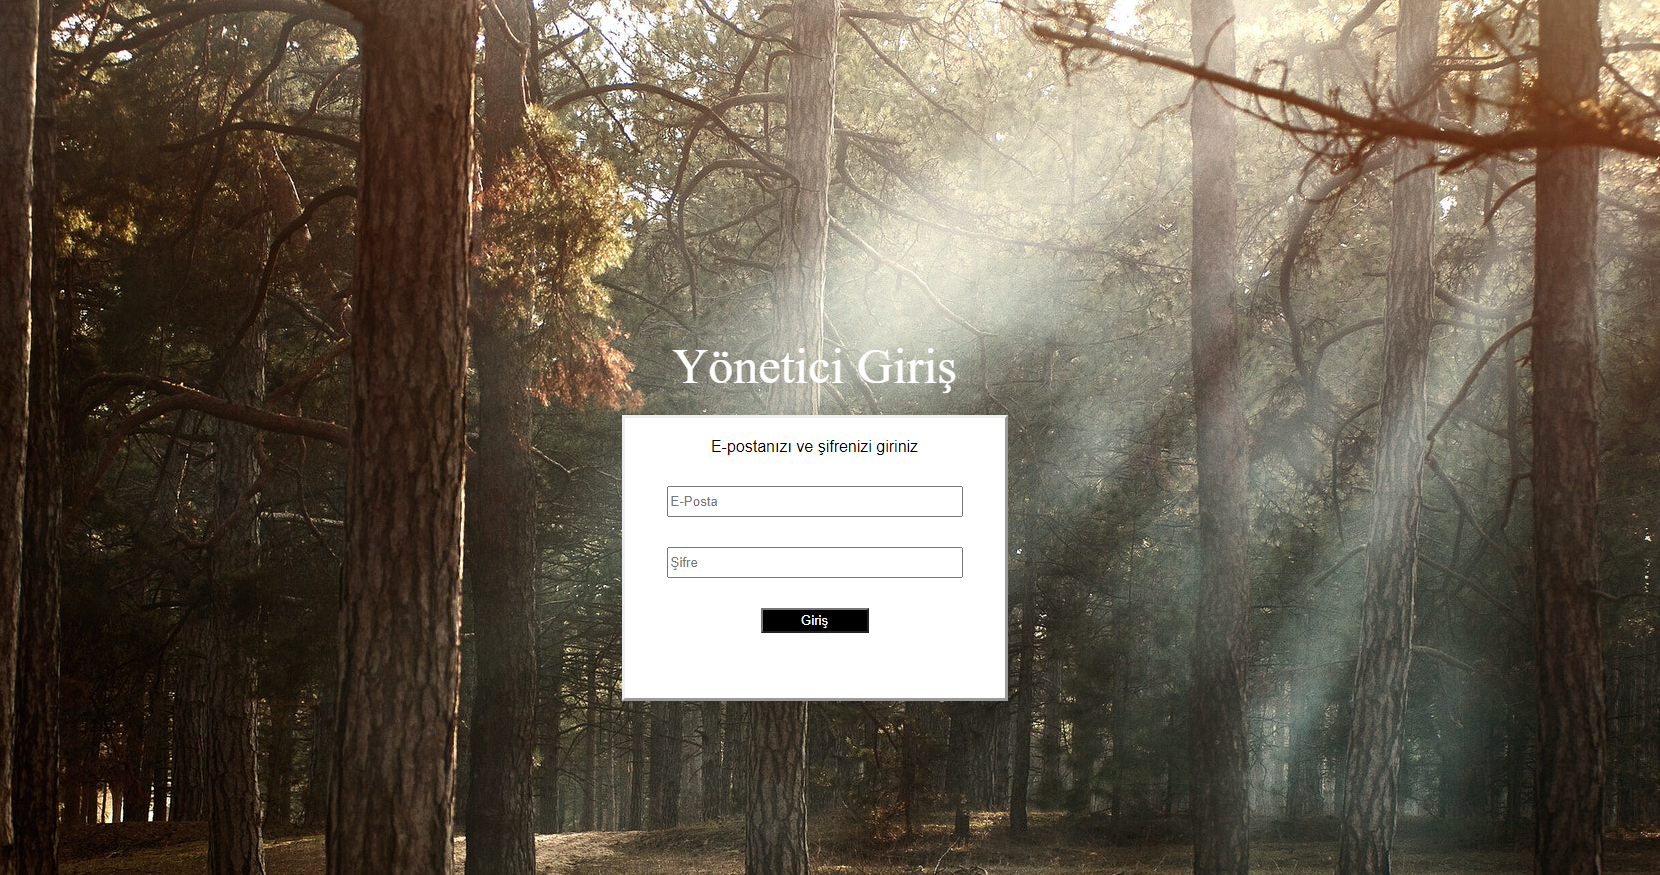 Yönetici Giriş
E-postanızı ve şifrenizi giriniz
E-Posta
Şifre
Giriş